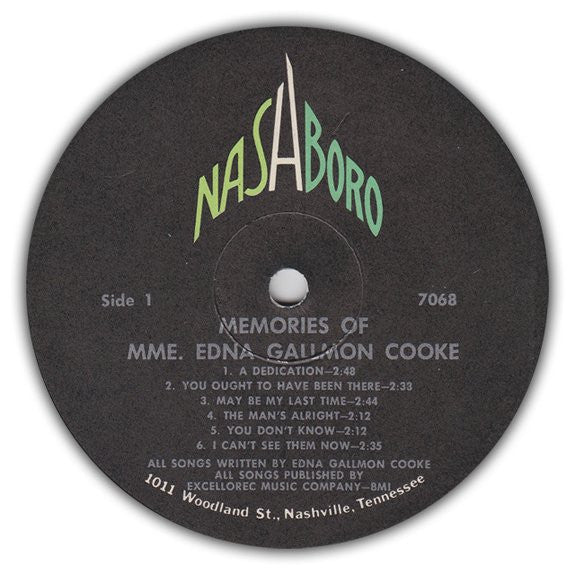 NASHBORO
Side 1
7068
MEMORIES OF
MME. EDNA GALLMON COOKE
1. A DEDICATION—2:48
2. YOU OUGHT TO HAVE BEEN THERE—2:33
3. MAY BE MY LAST TIME—2:44
4. THE MAN'S ALRIGHT—2:12
5. YOU DON'T KNOW—2:12
6. I CAN'T SEE THEM NOW—2:35
ALL SONGS WRITTEN BY EDNA GALLMON COOKE
ALL SONGS PUBLISHED BY
EXCELLOREC MUSIC COMPANY—BMI
1011 Woodland St., Nashville, Tennessee